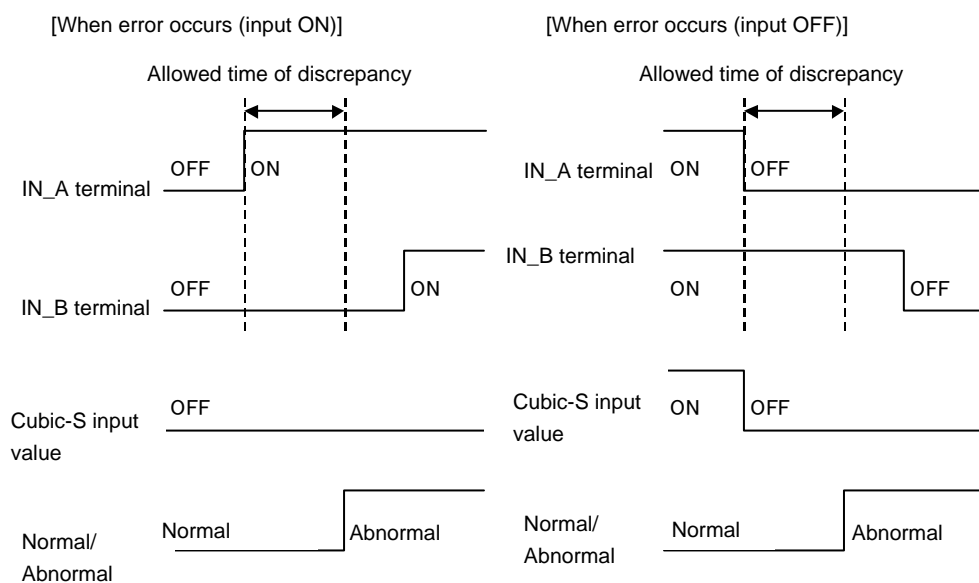 [When error occurs (input ON)]
[When error occurs (input OFF)]
Allowed time of discrepancy
Allowed time of discrepancy
IN_A terminal
OFF
ON
IN_A terminal
ON
OFF
IN_B terminal
OFF
ON
IN_B terminal
ON
OFF
Cubic-S input
value
OFF
Cubic-S input
value
ON
OFF
Normal/
Abnormal
Normal
Abnormal
Normal/
Abnormal
Normal
Abnormal